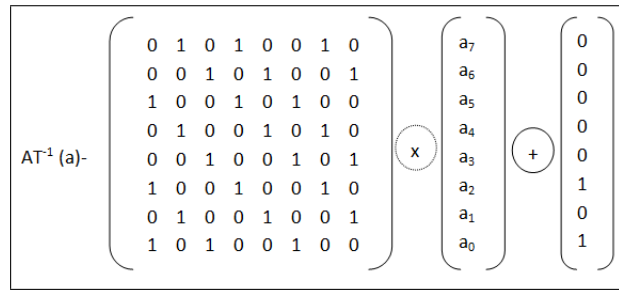 0 1 0 1 0 0 1 0 a7 0
0 0 1 0 1 0 0 1 a6 0
1 0 0 1 0 1 0 0 a5 0
0 1 0 0 1 0 1 0 a4 0
AT-1 (a)- x +
0 0 1 0 0 1 0 1 a3 0
1 0 0 1 0 0 1 0 a2 1
0 1 0 0 1 0 0 1 a1 0
1 0 1 0 0 1 0 0 a0 1